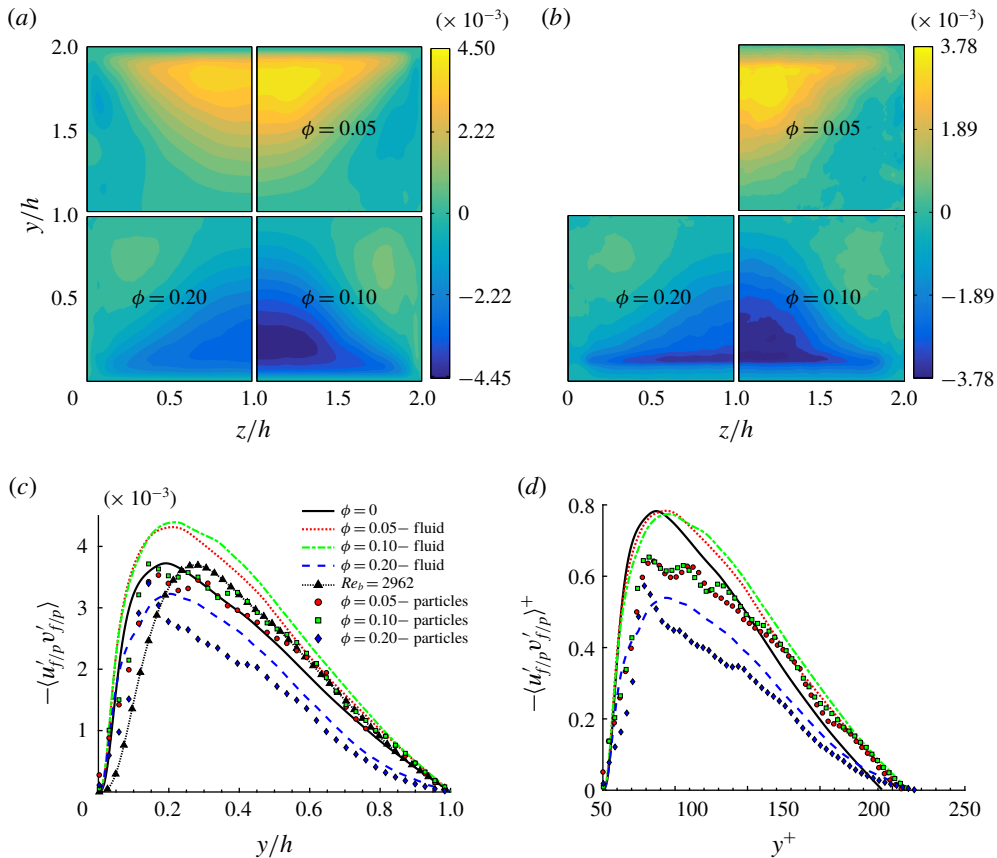 (a)
(× 10⁻³)
2.0
1.5
1.0
0.5
0
y/h
ϕ = 0.05
ϕ = 0.20
ϕ = 0.10
0.5
1.0
1.5
2.0
z/h
4.50
2.22
0
−2.22
−4.45
(b)
(× 10⁻³)
ϕ = 0.05
ϕ = 0.20
ϕ = 0.10
0
0.5
1.0
1.5
2.0
z/h
3.78
1.89
0
−1.89
−3.78
(c)
(× 10⁻³)
4
3
2
1
−⟨u′f/p v′f/p⟩
0
0.2
0.4
0.6
0.8
1.0
y/h
ϕ = 0
ϕ = 0.05– fluid
ϕ = 0.10– fluid
ϕ = 0.20– fluid
Reb = 2962
ϕ = 0.05– particles
ϕ = 0.10– particles
ϕ = 0.20– particles
(d)
0.8
0.6
0.4
0.2
0
−⟨u′f/p v′f/p⟩⁺
50
100
150
200
250
y⁺